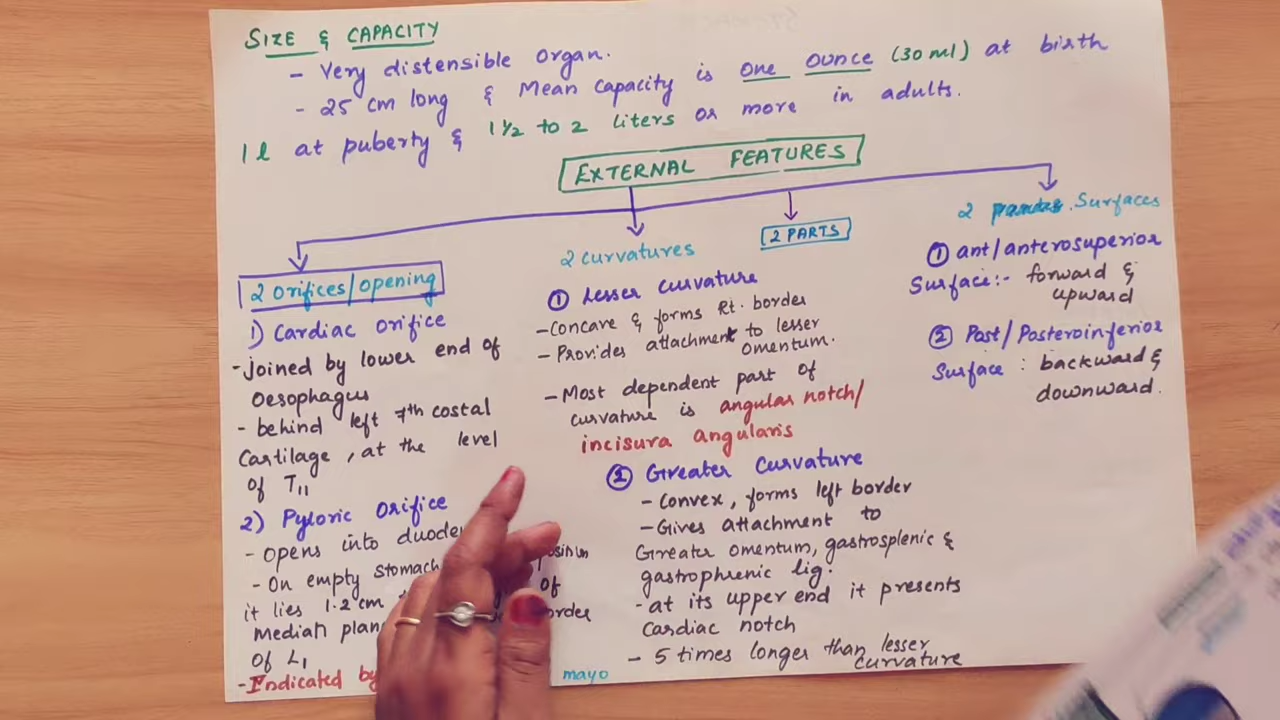 SIZE & CAPACITY
- Very distensible organ.
- 25 cm long & Mean capacity is one ounce (30 ml) at birth
1 l at puberty & 1 1/2 to 2 liters or more in adults.
EXTERNAL FEATURES
2 Orifices/opening
1) Cardiac orifice
-joined by lower end of
Oesophagus
- behind left 7th costal
Cartilage, at the level
of T11
2) Pyloric Orifice
- opens into
- On empty stomach
it lies 1.2 cm of
Median
of L1
- Indicated by mayo
2 curvatures
① Lesser curvature
-Concave & forms Rt. border
- Provides attachment to lesser
omentum.
- Most dependent part of
curvature is angular notch/
incisura angularis
② Greater Curvature
- Convex, forms left border
- Gives attachment to
Greater omentum, gastrosplenic &
gastrophrenic lig.
- at its upper end it presents
Cardiac notch
- 5 times longer than lesser
curvature
2 PARTS
2 Surfaces
① ant/anterosuperior
Surface:- forward &
upward
② Post/Posteroinferior
Surface : backward &
downward.